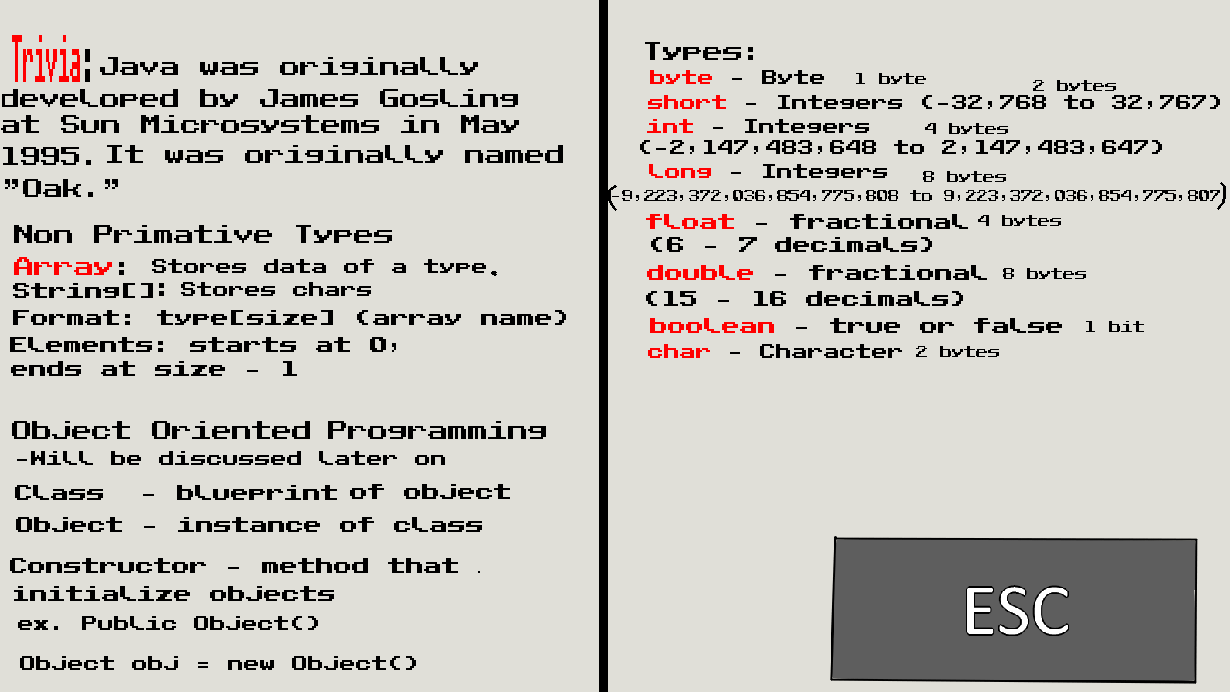 Trivia: Java was originally
developed by James Gosling
at Sun Microsystems in May
1995. It was originally named
"Oak."
Non Primative Types
Array: Stores data of a type.
String[]: Stores chars
Format: type[size] (array name)
Elements: starts at 0,
ends at size - 1
Object Oriented Programming
-Will be discussed later on
Class - blueprint of object
Object - instance of class
Constructor - method that .
initialize objects
ex. Public Object()
Object obj = new Object()
Types:
byte - Byte 1 byte
2 bytes
short - Integers (-32,768 to 32,767)
int - Integers 4 bytes
(-2,147,483,648 to 2,147,483,647)
long - Integers 8 bytes
(-9,223,372,036,854,775,808 to 9,223,372,036,854,775,807)
float - fractional 4 bytes
(6 - 7 decimals)
double - fractional 8 bytes
(15 - 16 decimals)
boolean - true or false 1 bit
char - Character 2 bytes
ESC